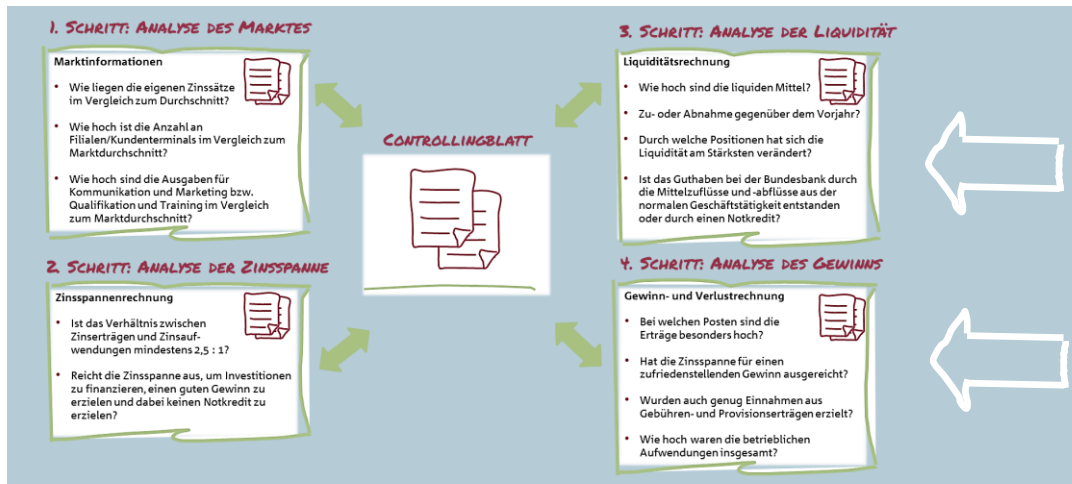 1. Schritt: Analyse des Marktes
Marktinformationen
• Wie liegen die eigenen Zinssätze
im Vergleich zum Durchschnitt?
• Wie hoch ist die Anzahl an
Filialen/Kundenterminals im Vergleich zum
Marktdurchschnitt?
• Wie hoch sind die Ausgaben für
Kommunikation und Marketing bzw.
Qualifikation und Training im Vergleich
zum Marktdurchschnitt?
2. Schritt: Analyse der Zinsspanne
Zinsspannenrechnung
• Ist das Verhältnis zwischen
Zinserträgen und Zinsauf-
wendungen mindestens 2,5 : 1?
• Reicht die Zinsspanne aus, um Investitionen
zu finanzieren, einen guten Gewinn zu
erzielen und dabei keinen Notkredit zu
erzielen?
Controllingblatt
3. Schritt: Analyse der Liquidität
Liquiditätsrechnung
• Wie hoch sind die liquiden Mittel?
• Zu- oder Abnahme gegenüber dem Vorjahr?
• Durch welche Positionen hat sich die
Liquidität am Stärksten verändert?
• Ist das Guthaben bei der Bundesbank durch
die Mittelzuflüsse und -abflüsse aus der
normalen Geschäftstätigkeit entstanden
oder durch einen Notkredit?
4. Schritt: Analyse des Gewinns
Gewinn- und Verlustrechnung
• Bei welchen Posten sind die
Erträge besonders hoch?
• Hat die Zinsspanne für einen
zufriedenstellenden Gewinn ausgereicht?
• Wurden auch genug Einnahmen aus
Gebühren- und Provisionserträgen erzielt?
• Wie hoch waren die betrieblichen
Aufwendungen insgesamt?